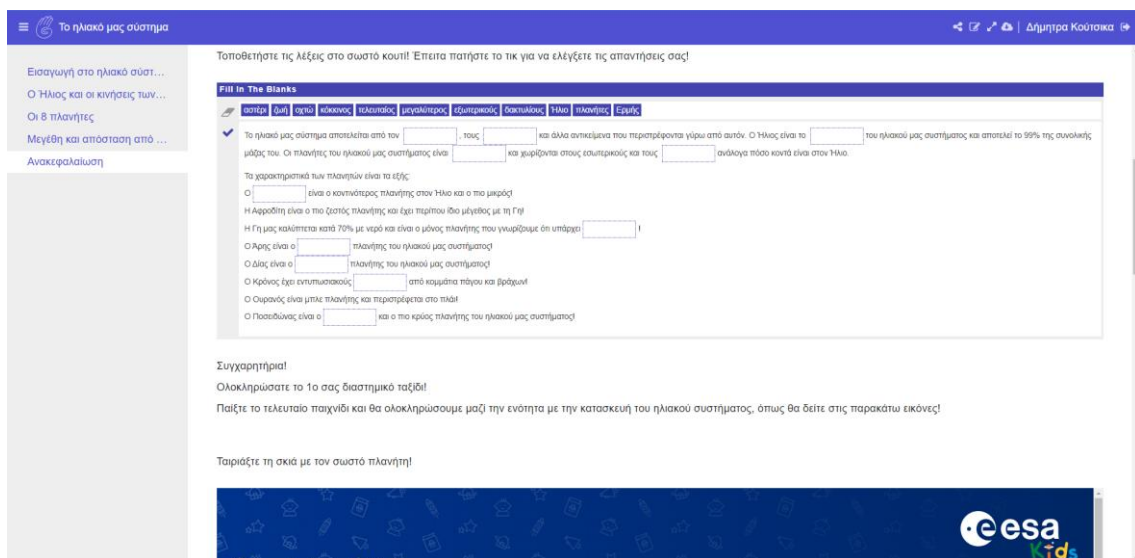 Το ηλιακό μας σύστημα
Δήμητρα Κούτσικα
Εισαγωγή στο ηλιακό σύστ...
Ο Ήλιος και οι κινήσεις των...
Οι 8 πλανήτες
Μεγέθη και απόσταση από ...
Ανακεφαλαίωση
Τοποθετήστε τις λέξεις στο σωστό κουτί! Έπειτα πατήστε το τικ για να ελέγξετε τις απαντήσεις σας!
Fill In The Blanks
αστέρι ζωή οχτώ κόκκινος τελευταίος μεγαλύτερος εξωτερικούς δακτυλίους Ήλιο πλανήτες Ερμής
Το ηλιακό μας σύστημα αποτελείται από τον , τους και άλλα αντικείμενα που περιστρέφονται γύρω από αυτόν. Ο Ήλιος είναι το του ηλιακού μας συστήματος και αποτελεί το 99% της συνολικής
μάζας του. Οι πλανήτες του ηλιακού μας συστήματος είναι και χωρίζονται στους εσωτερικούς και τους ανάλογα πόσο κοντά είναι στον Ήλιο.
Τα χαρακτηριστικά των πλανητών είναι τα εξής:
Ο είναι ο κοντινότερος πλανήτης στον Ήλιο και ο πιο μικρός!
Η Αφροδίτη είναι ο πιο ζεστός πλανήτης και έχει περίπου ίδιο μέγεθος με τη Γη!
Η Γη μας καλύπτεται κατά 70% με νερό και είναι ο μόνος πλανήτης που γνωρίζουμε ότι υπάρχει !
Ο Άρης είναι ο πλανήτης του ηλιακού μας συστήματος!
Ο Δίας είναι ο πλανήτης του ηλιακού μας συστήματος!
Ο Κρόνος έχει εντυπωσιακούς από κομμάτια πάγου και βράχων!
Ο Ουρανός είναι μπλε πλανήτης και περιστρέφεται στο πλάι!
Ο Ποσειδώνας είναι ο και ο πιο κρύος πλανήτης του ηλιακού μας συστήματος!
Συγχαρητήρια!
Ολοκληρώσατε το 1ο σας διαστημικό ταξίδι!
Παίξτε το τελευταίο παιχνίδι και θα ολοκληρώσουμε μαζί την ενότητα με την κατασκευή του ηλιακού συστήματος, όπως θα δείτε στις παρακάτω εικόνες!
Ταιριάξτε τη σκιά με τον σωστό πλανήτη!
esa
Kids